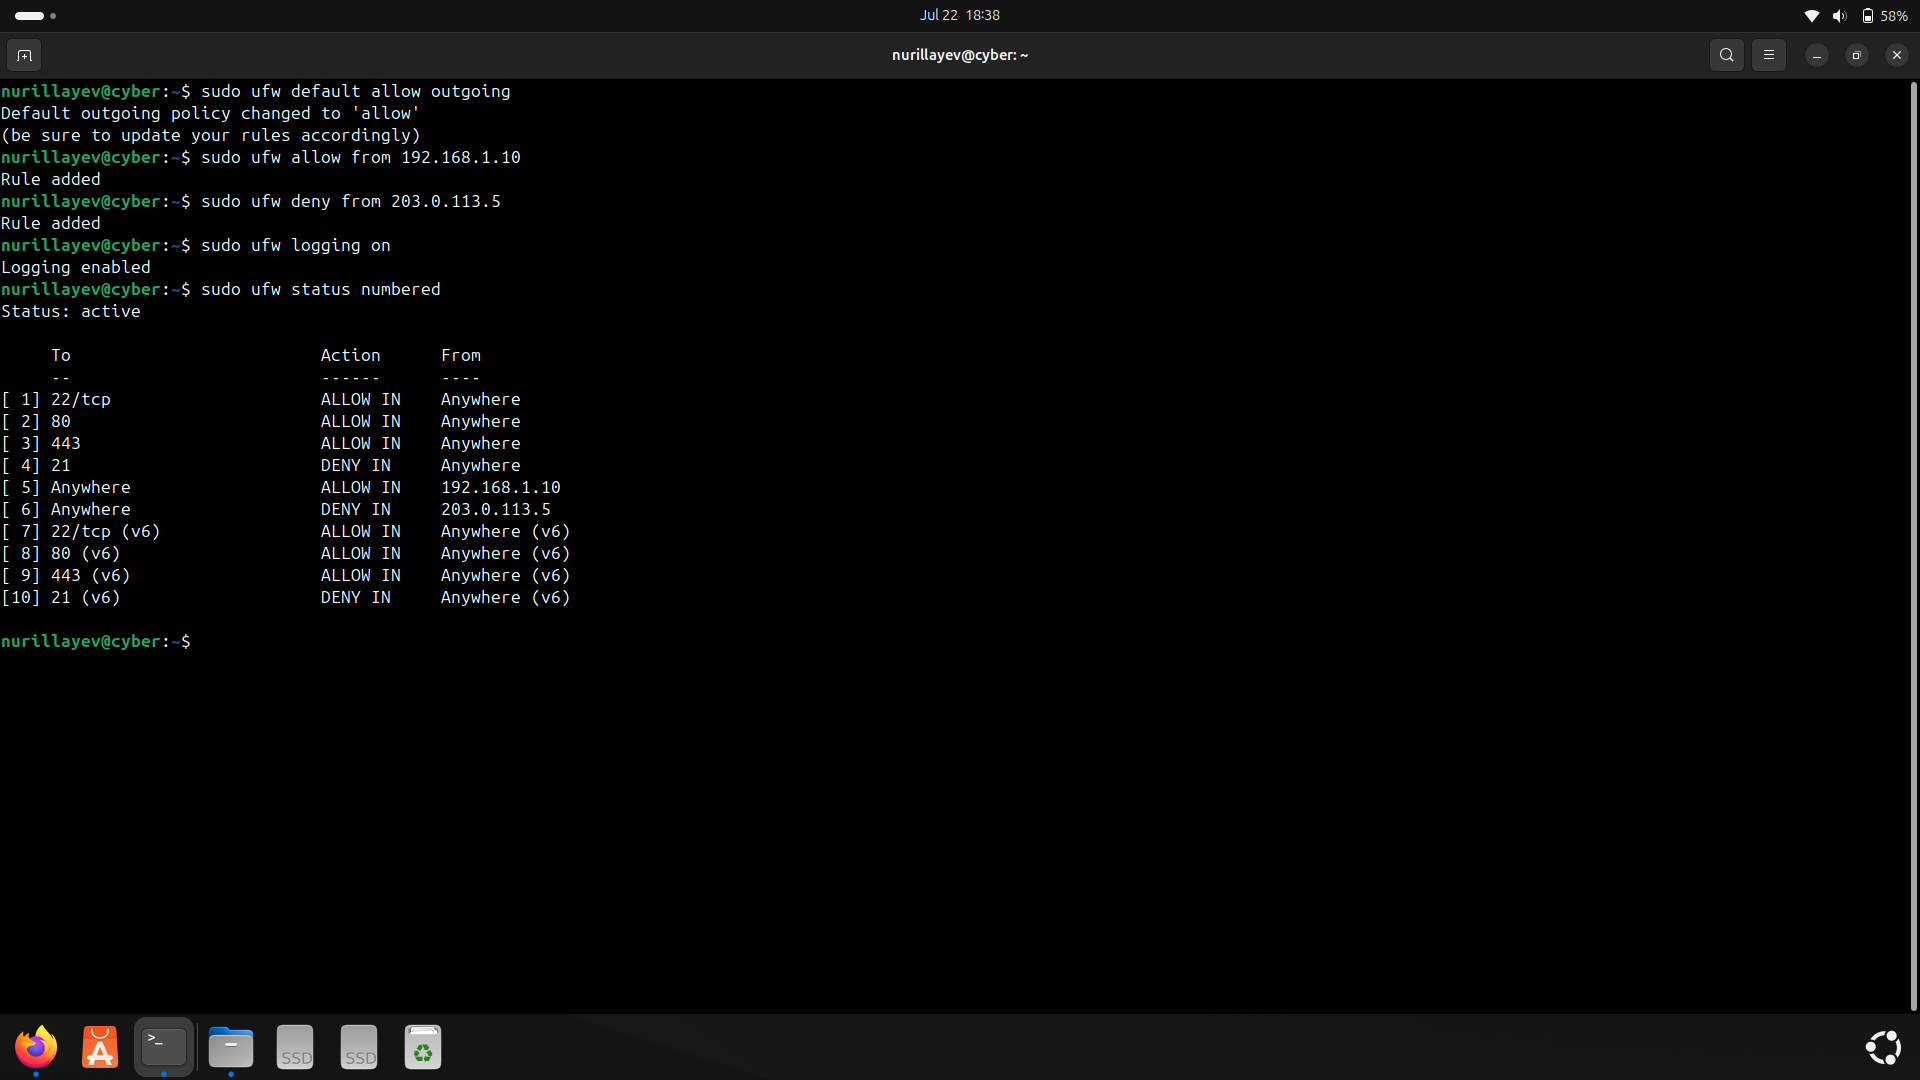 Jul 22 18:38
58%
nurillayev@cyber: ~
nurillayev@cyber:~$ sudo ufw default allow outgoing
Default outgoing policy changed to 'allow'
(be sure to update your rules accordingly)
nurillayev@cyber:~$ sudo ufw allow from 192.168.1.10
Rule added
nurillayev@cyber:~$ sudo ufw deny from 203.0.113.5
Rule added
nurillayev@cyber:~$ sudo ufw logging on
Logging enabled
nurillayev@cyber:~$ sudo ufw status numbered
Status: active
     To                         Action      From
     --                         ------      ----
[ 1] 22/tcp                     ALLOW IN    Anywhere
[ 2] 80                         ALLOW IN    Anywhere
[ 3] 443                        ALLOW IN    Anywhere
[ 4] 21                         DENY IN     Anywhere
[ 5] Anywhere                   ALLOW IN    192.168.1.10
[ 6] Anywhere                   DENY IN     203.0.113.5
[ 7] 22/tcp (v6)                ALLOW IN    Anywhere (v6)
[ 8] 80 (v6)                    ALLOW IN    Anywhere (v6)
[ 9] 443 (v6)                   ALLOW IN    Anywhere (v6)
[10] 21 (v6)                    DENY IN     Anywhere (v6)
nurillayev@cyber:~$
>_
SSD
SSD